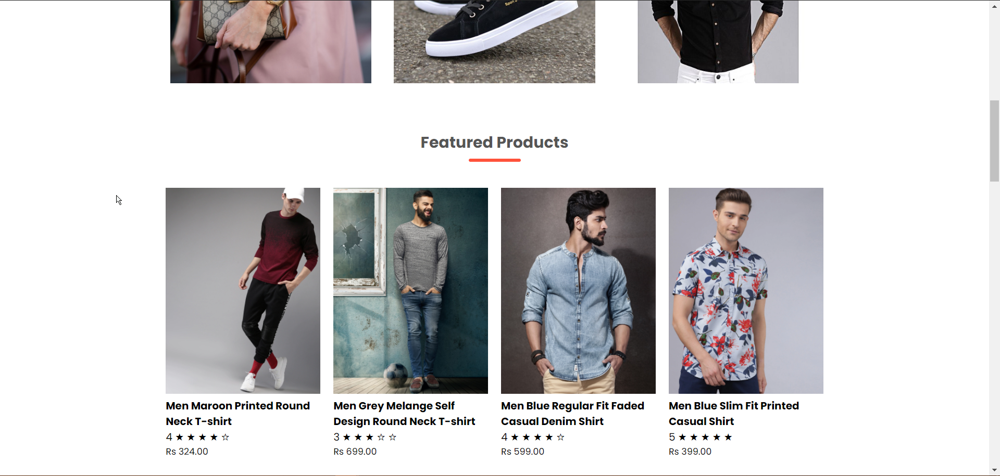 Sport
Featured Products
Men Maroon Printed Round
Neck T-shirt
4 ★ ★ ★ ★ ☆
Rs 324.00
Men Grey Melange Self
Design Round Neck T-shirt
3 ★ ★ ★ ☆ ☆
Rs 699.00
Men Blue Regular Fit Faded
Casual Denim Shirt
4 ★ ★ ★ ★ ☆
Rs 599.00
Men Blue Slim Fit Printed
Casual Shirt
5 ★ ★ ★ ★ ★
Rs 399.00